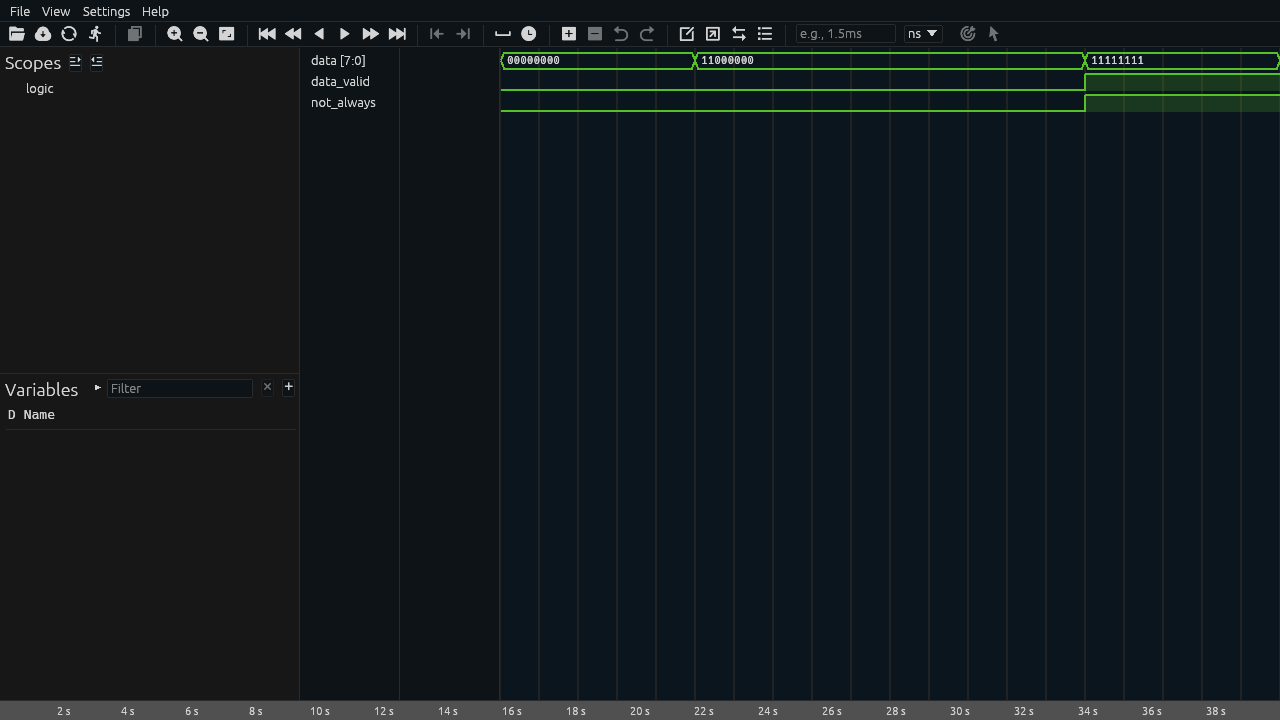 File View Settings Help
e.g., 1.5ms ns
Scopes
logic
data [7:0] 00000000 11000000 11111111
data_valid
not_always
Variables Filter
D Name
2 s 4 s 6 s 8 s 10 s 12 s 14 s 16 s 18 s 20 s 22 s 24 s 26 s 28 s 30 s 32 s 34 s 36 s 38 s